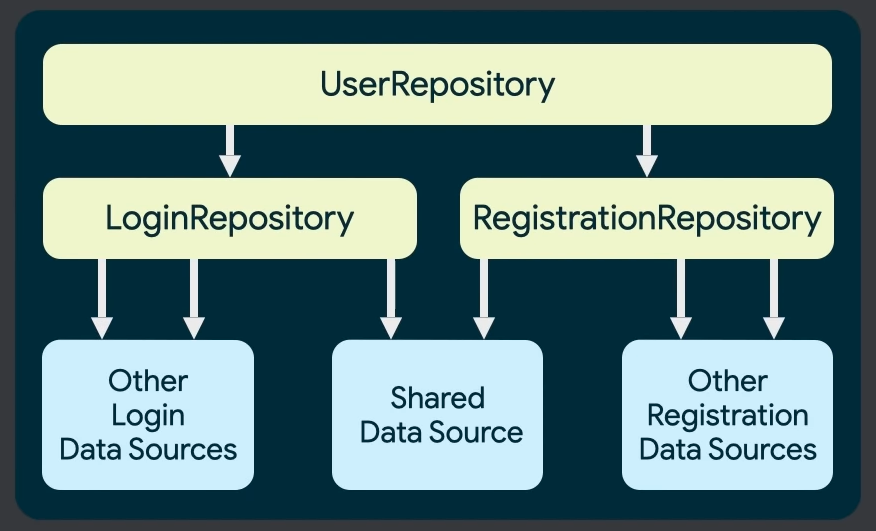 UserRepository
LoginRepository
RegistrationRepository
Other
Login
Data Sources
Shared
Data Source
Other
Registration
Data Sources